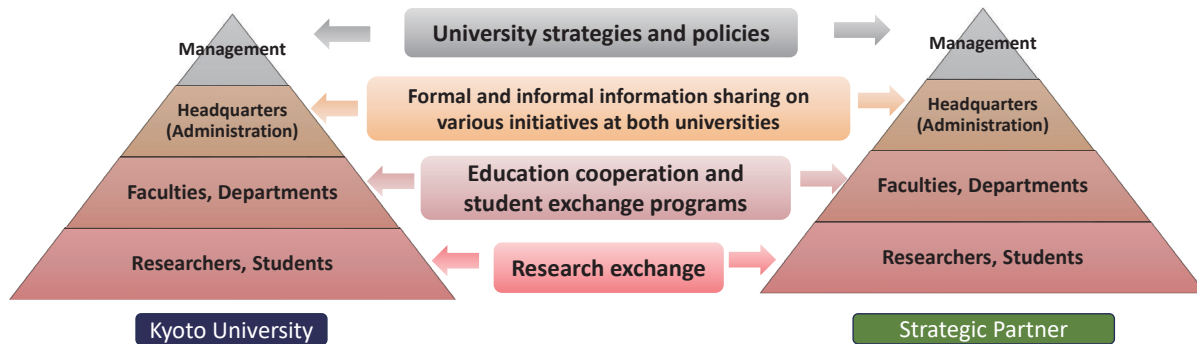 Management
Headquarters
(Administration)
Faculties, Departments
Researchers, Students
Kyoto University
University strategies and policies
Formal and informal information sharing on
various initiatives at both universities
Education cooperation and
student exchange programs
Research exchange
Management
Headquarters
(Administration)
Faculties, Departments
Researchers, Students
Strategic Partner